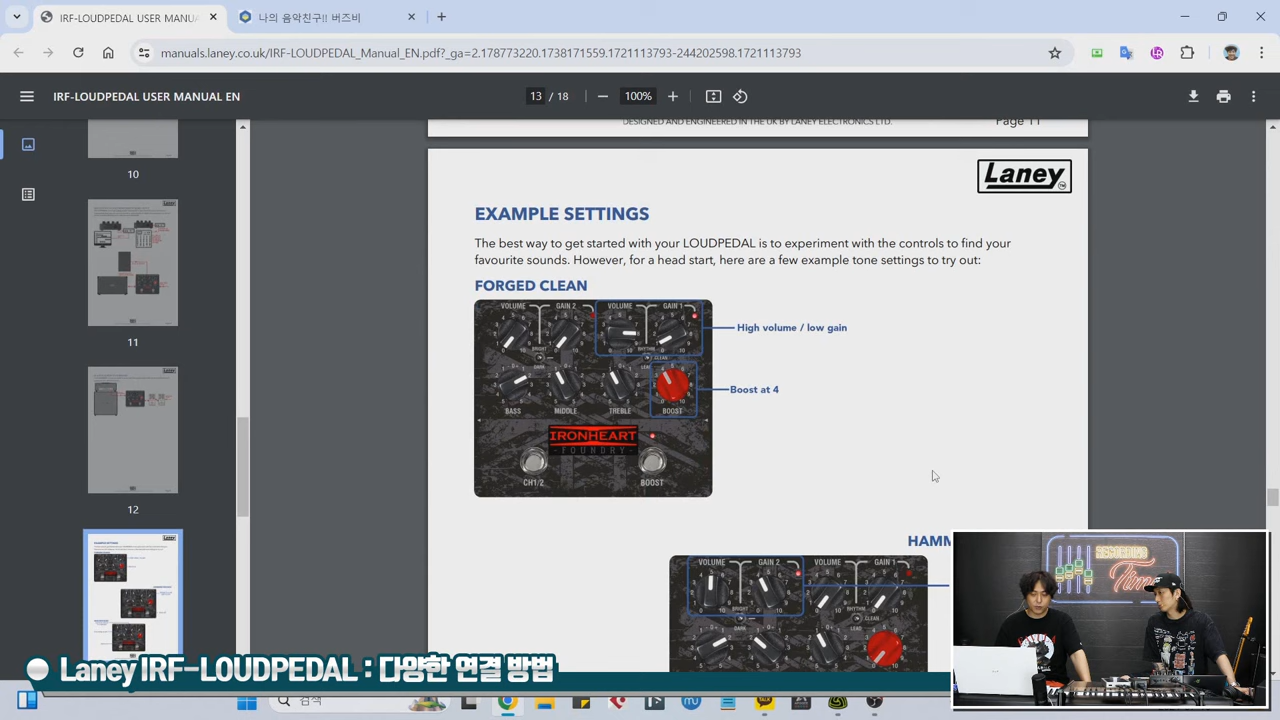 IRF-LOUDPEDAL USER MANU
나의 음악친구!! 버즈비
manuals.laney.co.uk/IRF-LOUDPEDAL_Manual_EN.pdf?_ga=2.178773220.1738171559.1721113793-244202598.1721113793
IRF-LOUDPEDAL USER MANUAL EN
13 / 18
100%
DESIGNED AND ENGINEERED IN THE UK BY LANEY ELECTRONICS LTD.
Page 11
10
11
12
Laney
EXAMPLE SETTINGS
The best way to get started with your LOUDPEDAL is to experiment with the controls to find your
favourite sounds. However, for a head start, here are a few example tone settings to try out:
FORGED CLEAN
VOLUME GAIN 2 VOLUME GAIN 1
High volume / low gain
BRIGHT
DARK
RHYTHM
CLEAN
Boost at 4
BASS MIDDLE TREBLE BOOST
IRONHEART
FOUNDRY
CH1/2 BOOST
HAMM
VOLUME GAIN 2 VOLUME GAIN 1
BRIGHT
DARK
RHYTHM
CLEAN
LEAD
Time
Laney IRF-LOUDPEDAL : 다양한 연결 방법
검색